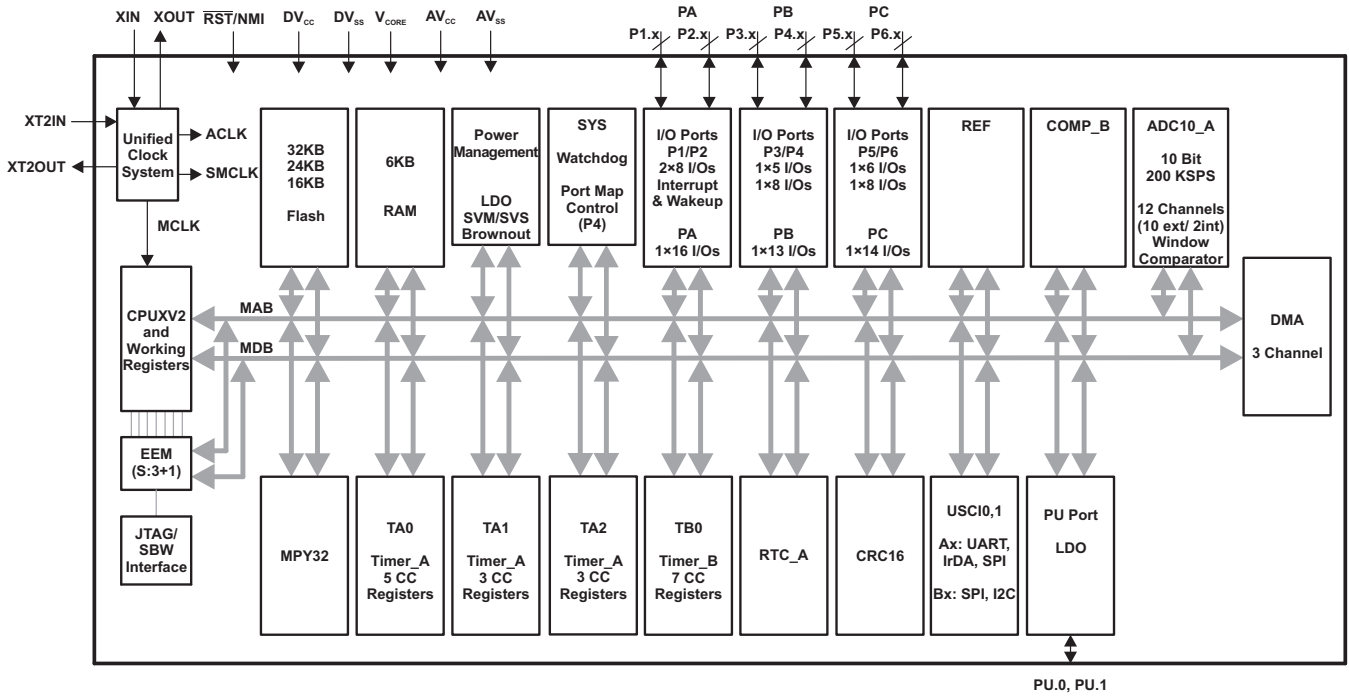 XIN XOUT RST/NMI DVCC DVSS VCORE AVCC AVSS
PA PB PC
P1.x P2.x P3.x P4.x P5.x P6.x
XT2IN
XT2OUT
Unified
Clock
System
ACLK
SMCLK
MCLK
32KB
24KB
16KB
Flash
6KB
RAM
Power
Management
LDO
SVM/SVS
Brownout
SYS
Watchdog
Port Map
Control
(P4)
I/O Ports
P1/P2
2×8 I/Os
Interrupt
& Wakeup
PA
1×16 I/Os
I/O Ports
P3/P4
1×5 I/Os
1×8 I/Os
PB
1×13 I/Os
I/O Ports
P5/P6
1×6 I/Os
1×8 I/Os
PC
1×14 I/Os
REF
COMP_B
ADC10_A
10 Bit
200 KSPS
12 Channels
(10 ext/ 2int)
Window
Comparator
CPUXV2
and
Working
Registers
MAB
MDB
DMA
3 Channel
EEM
(S:3+1)
JTAG/
SBW
Interface
MPY32
TA0
Timer_A
5 CC
Registers
TA1
Timer_A
3 CC
Registers
TA2
Timer_A
3 CC
Registers
TB0
Timer_B
7 CC
Registers
RTC_A
CRC16
USCI0,1
Ax: UART,
IrDA, SPI
Bx: SPI, I2C
PU Port
LDO
PU.0, PU.1